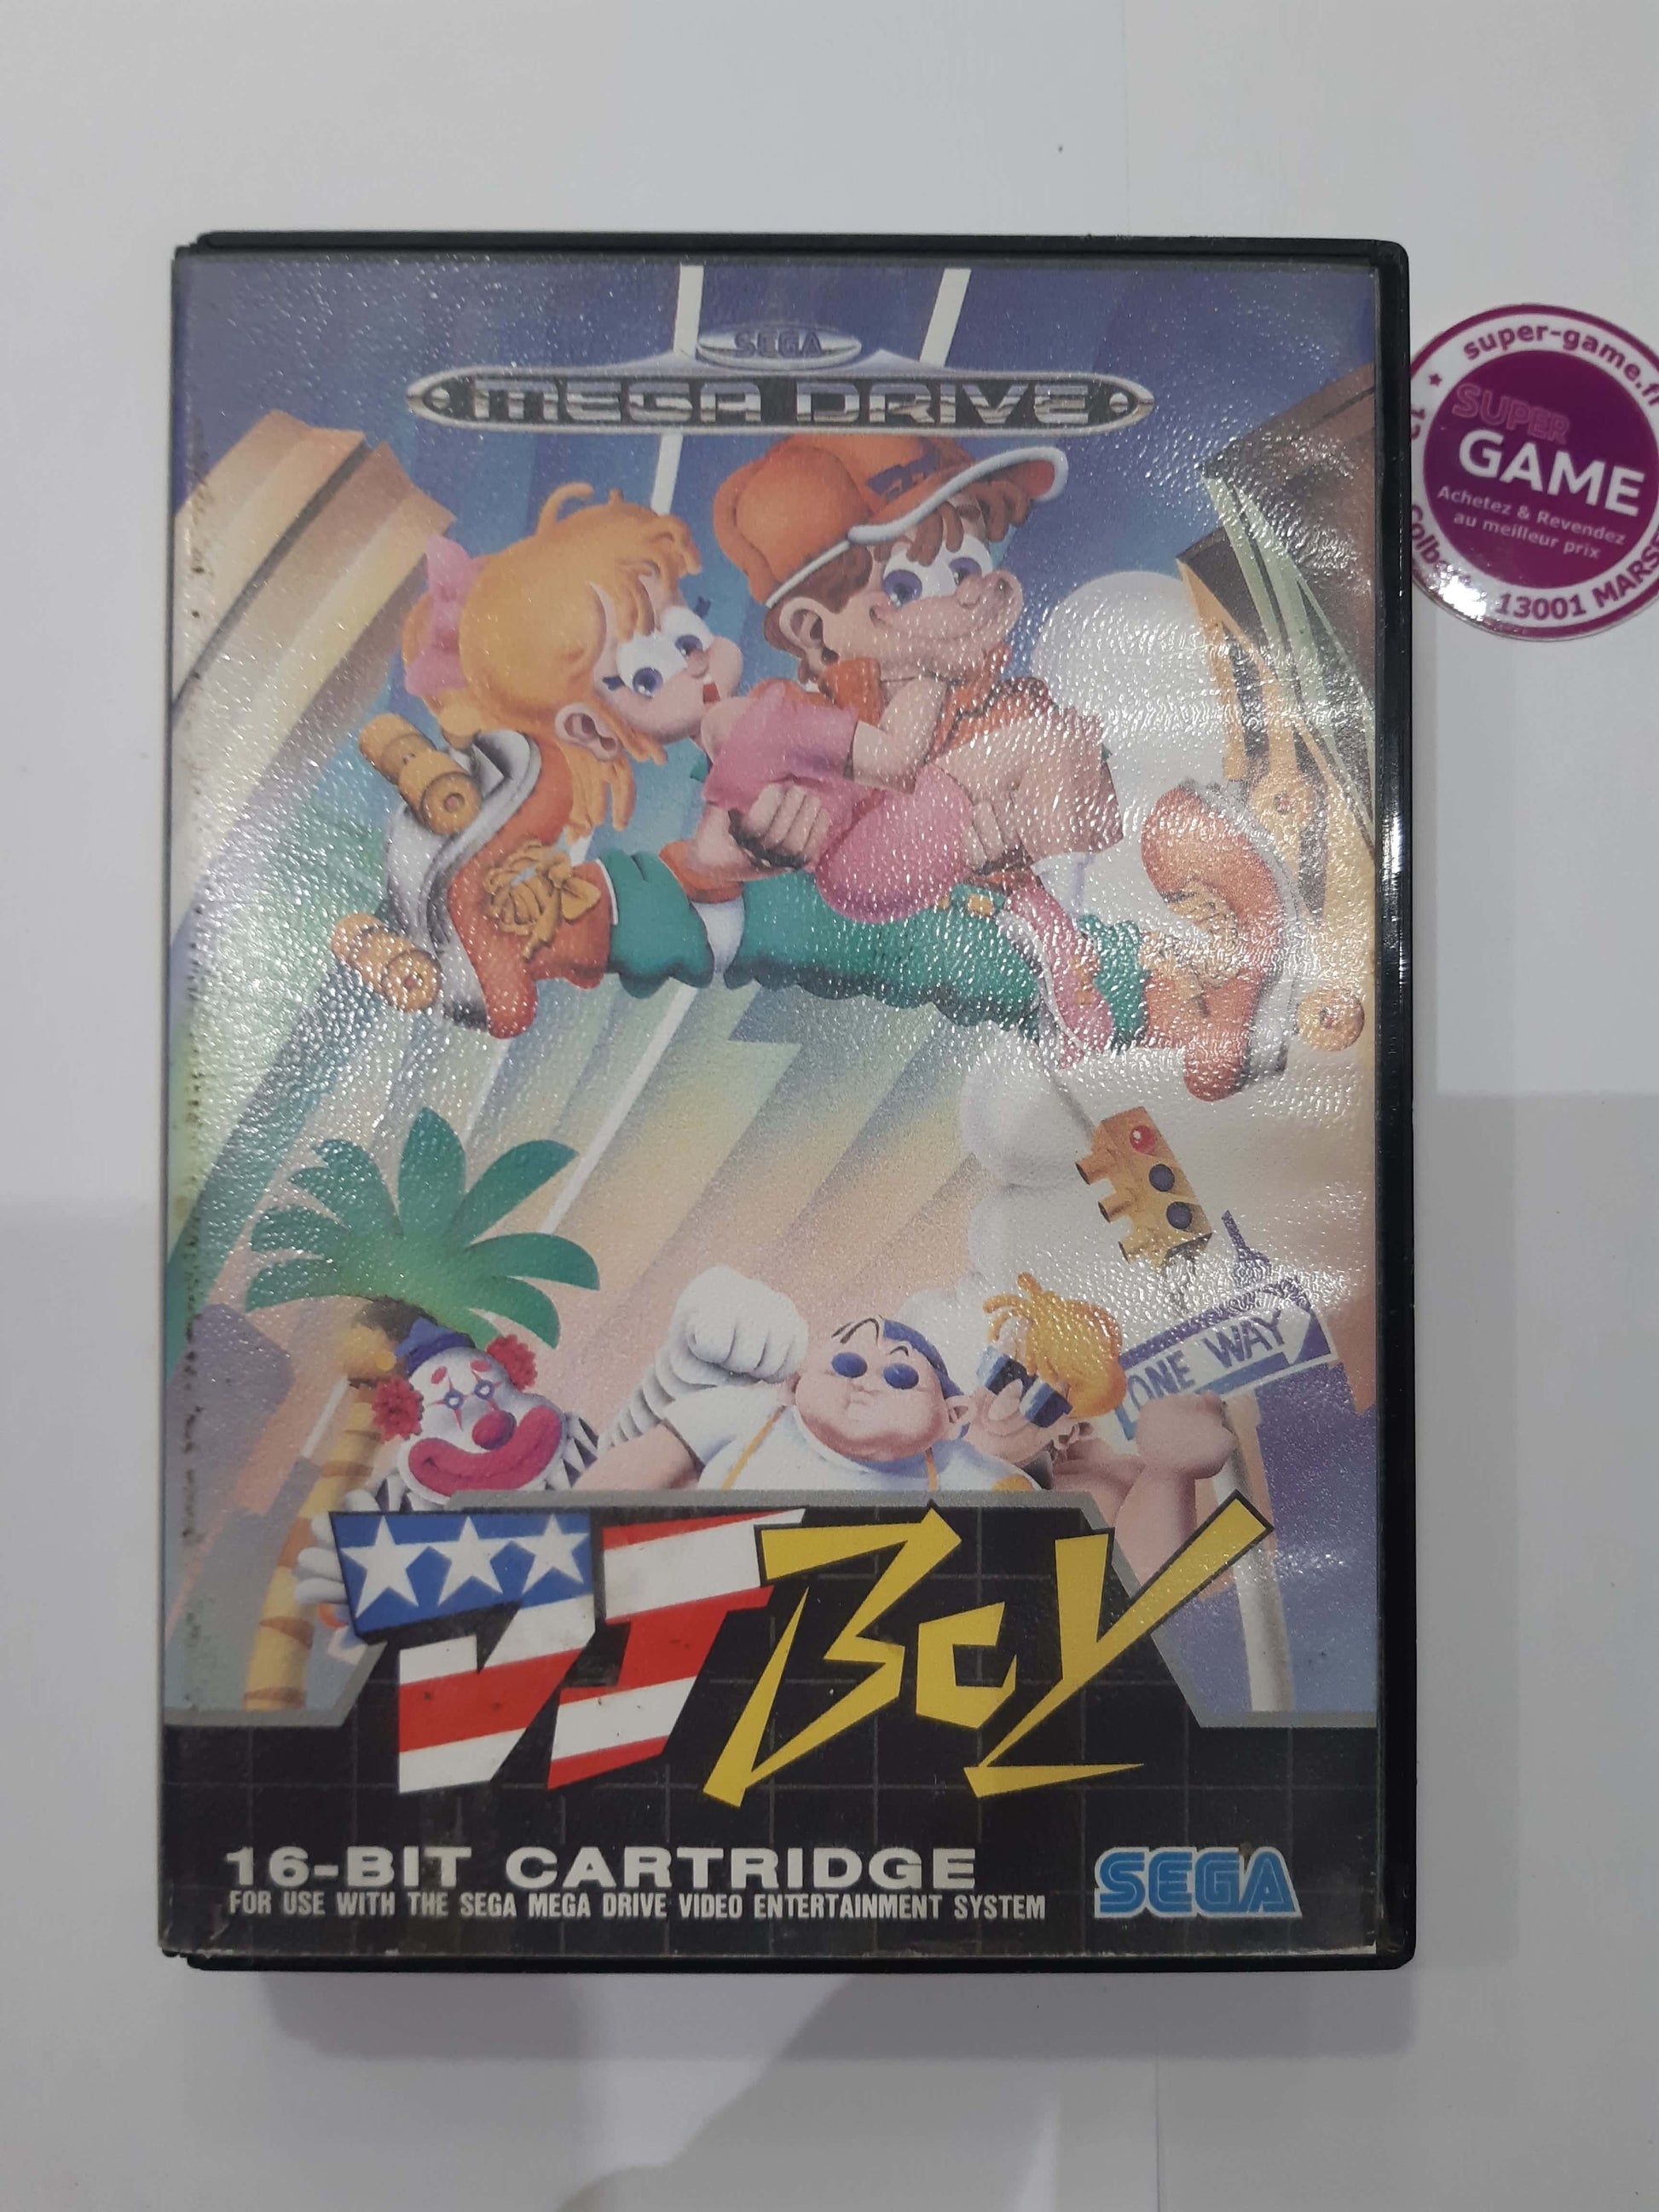 SEGA
MEGA DRIVE
super-game.fr
SUPER
GAME
Achetez & Revendez
au meilleur prix
13001
ONE WAY
DJ Boy
16-BIT CARTRIDGE
FOR USE WITH THE SEGA MEGA DRIVE VIDEO ENTERTAINMENT SYSTEM
SEGA